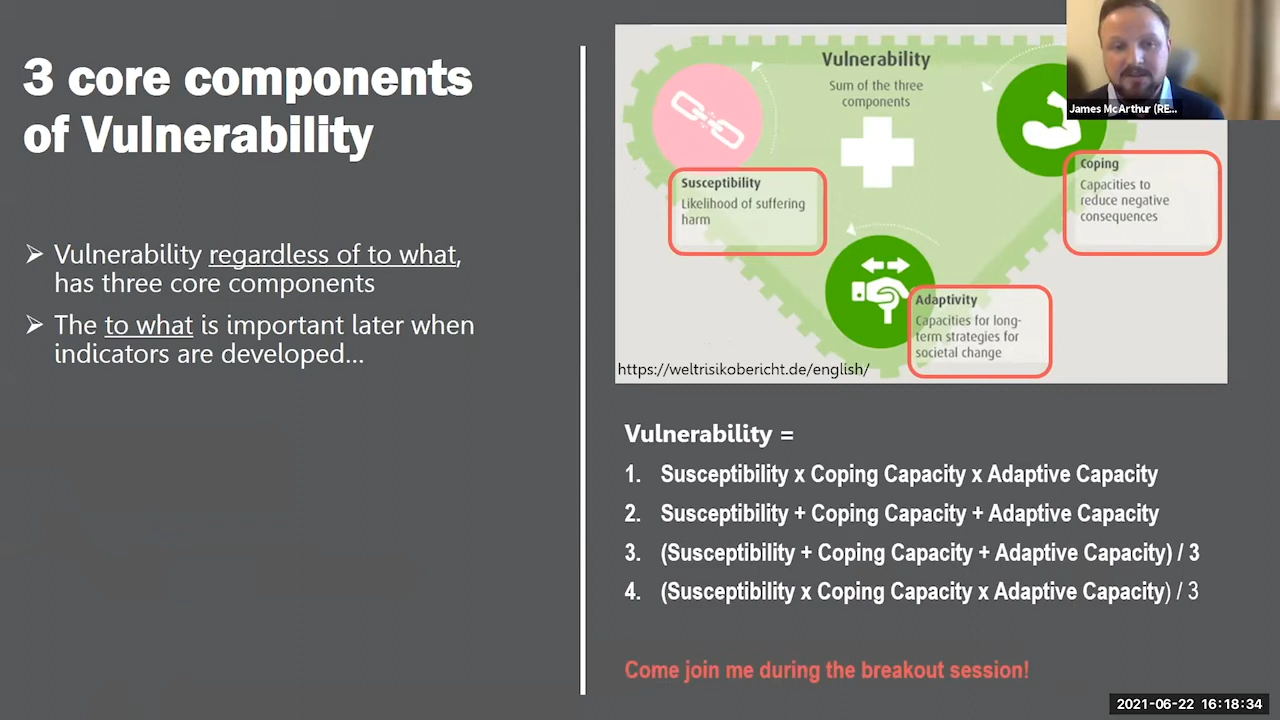 3 core components
of Vulnerability
➢ Vulnerability regardless of to what,
has three core components
➢ The to what is important later when
indicators are developed...
Vulnerability
Sum of the three
components
Susceptibility
Likelihood of suffering
harm
Coping
Capacities to
reduce negative
consequences
Adaptivity
Capacities for long-
term strategies for
societal change
https://weltrisikobericht.de/english/
James McArthur (RE...
Vulnerability =
1. Susceptibility x Coping Capacity x Adaptive Capacity
2. Susceptibility + Coping Capacity + Adaptive Capacity
3. (Susceptibility + Coping Capacity + Adaptive Capacity) / 3
4. (Susceptibility x Coping Capacity x Adaptive Capacity) / 3
Come join me during the breakout session!
2021-06-22 16:18:34